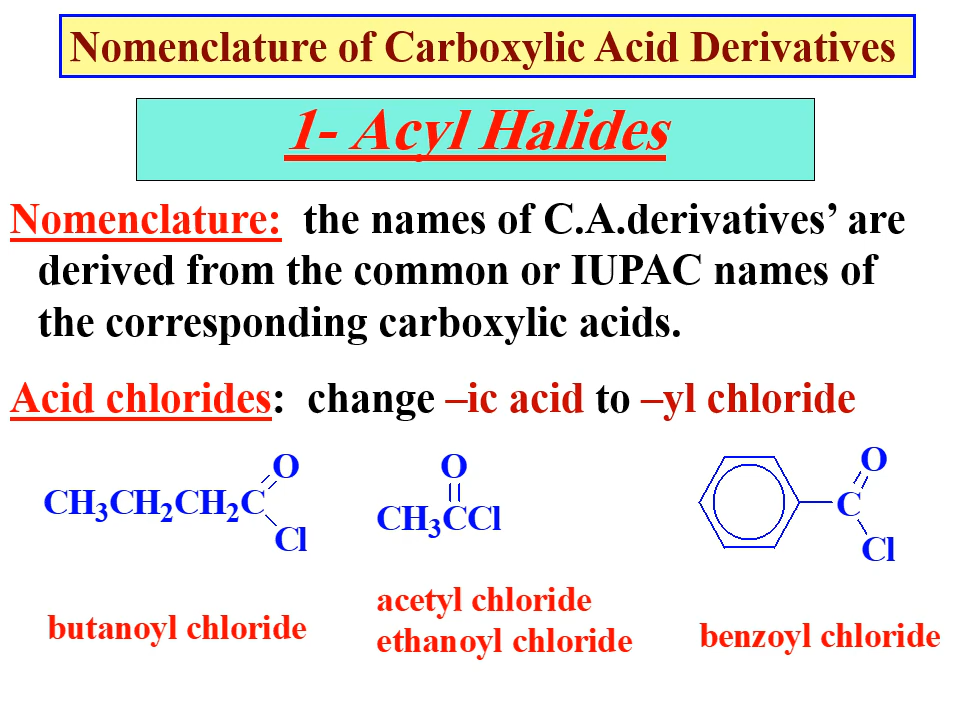 Nomenclature of Carboxylic Acid Derivatives
1- Acyl Halides
Nomenclature: the names of C.A.derivatives’ are
derived from the common or IUPAC names of
the corresponding carboxylic acids.
Acid chlorides: change –ic acid to –yl chloride
O
CH₃CH₂CH₂C
Cl
O
CH₃CCl
O
C
Cl
butanoyl chloride
acetyl chloride
ethanoyl chloride
benzoyl chloride